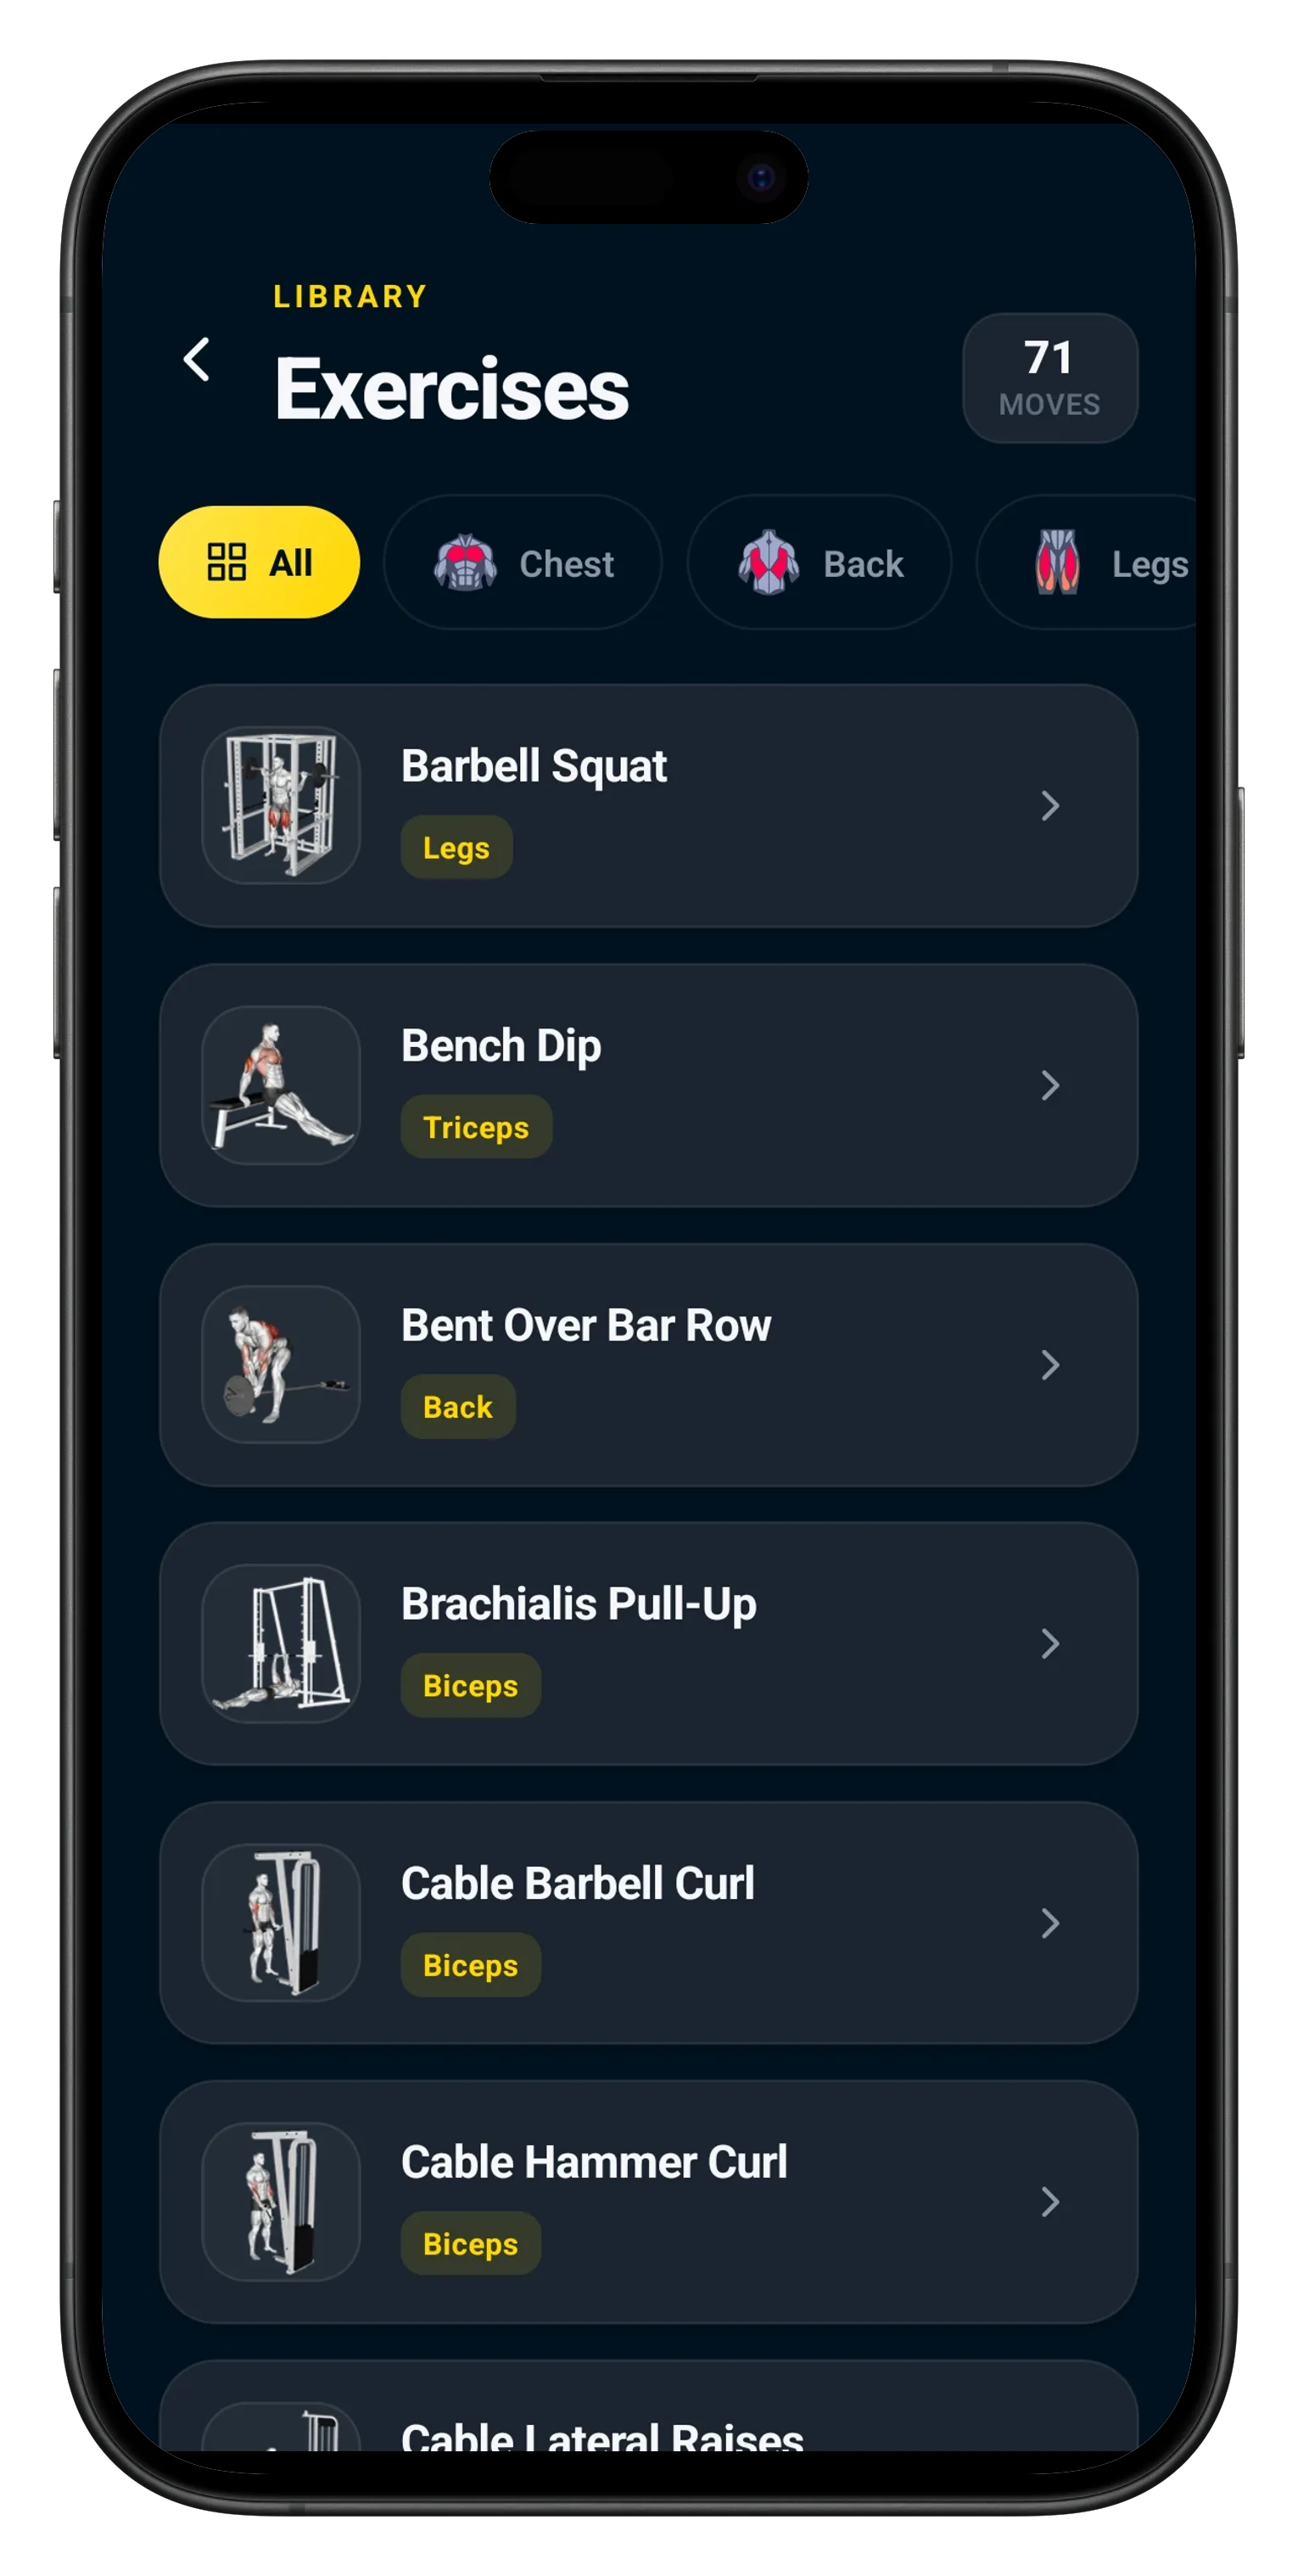 LIBRARY
Exercises
71
MOVES
All
Chest
Back
Legs
Barbell Squat
Legs
Bench Dip
Triceps
Bent Over Bar Row
Back
Brachialis Pull-Up
Biceps
Cable Barbell Curl
Biceps
Cable Hammer Curl
Biceps
Cable Lateral Raises